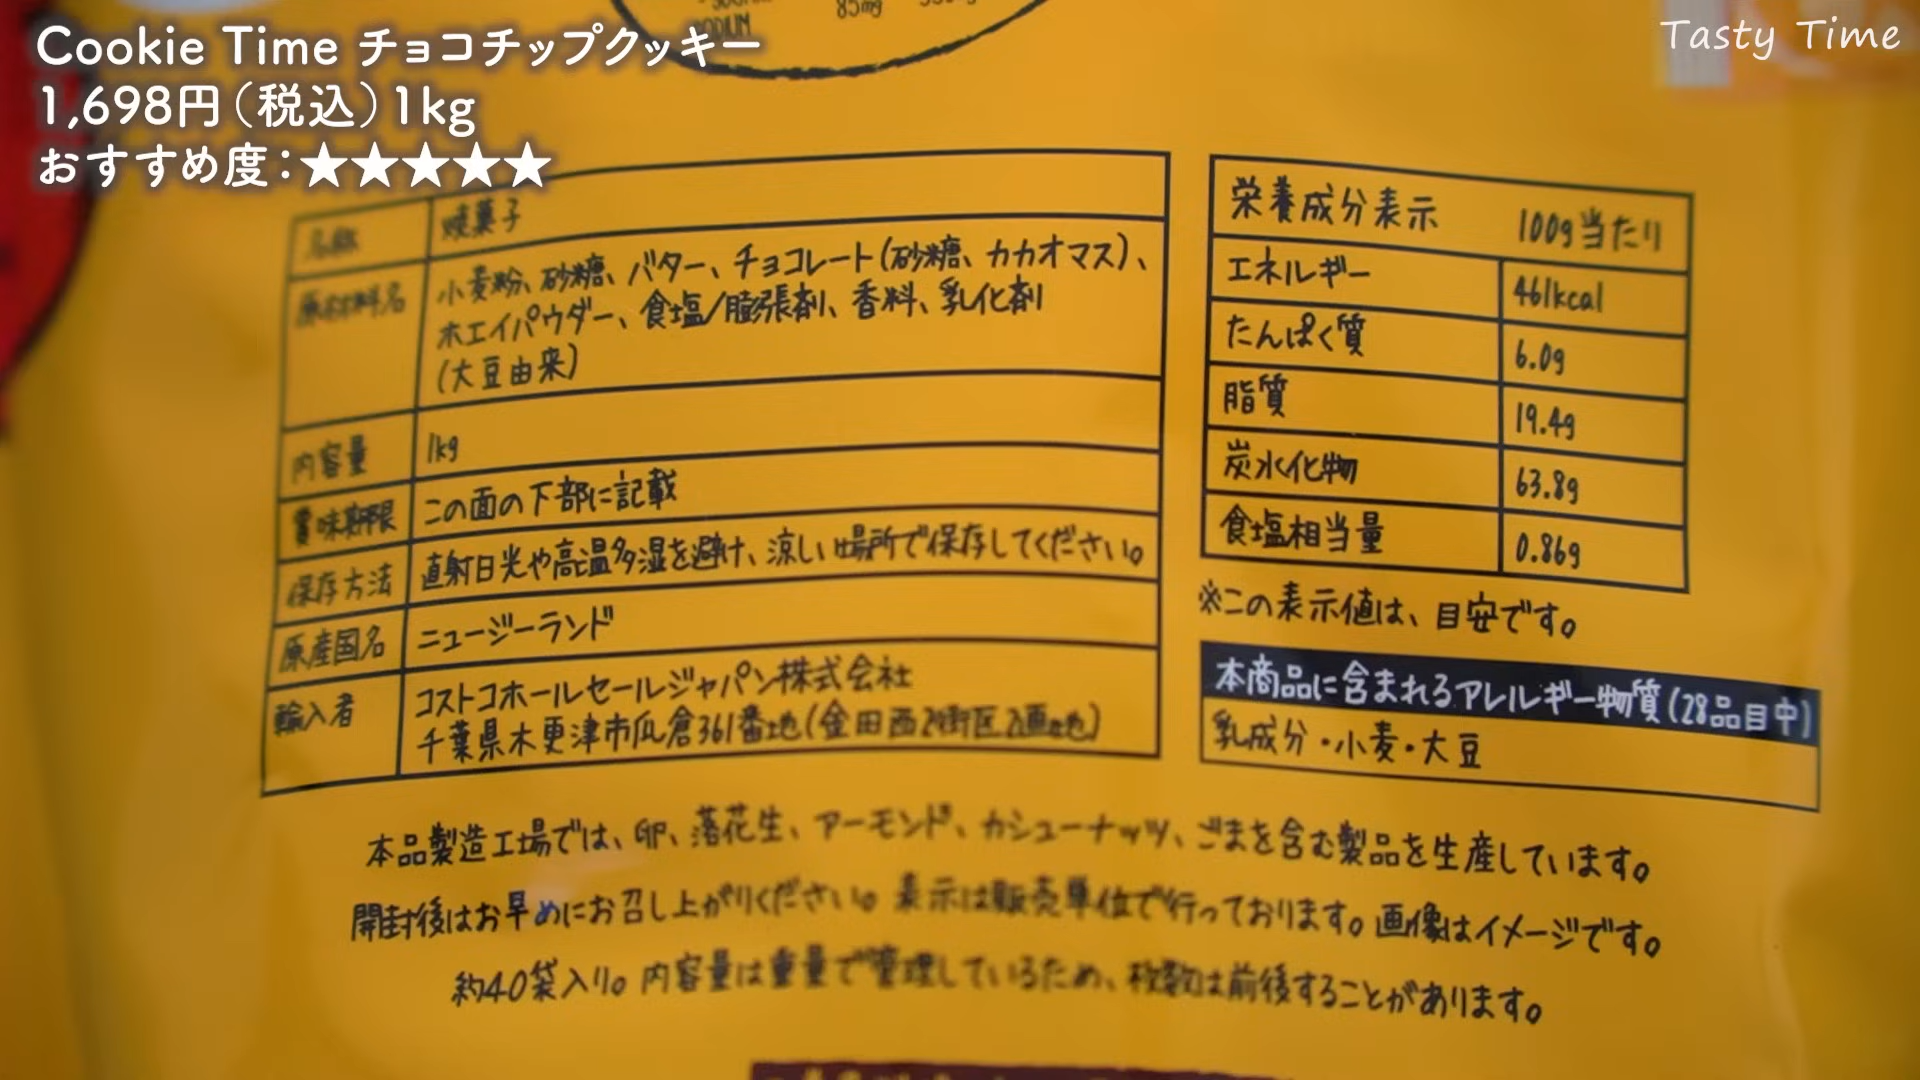 Cookie Time チョコチップクッキー
1,698円（税込）1kg
おすすめ度：★★★★★
Tasty Time
85mg
SODIUM
名称 焼菓子
原材料名 小麦粉、砂糖、バター、チョコレート(砂糖、カカオマス)、
ホエイパウダー、食塩/膨張剤、香料、乳化剤
(大豆由来)
内容量 1kg
賞味期限 この面の下部に記載
保存方法 直射日光や高温多湿を避け、涼しい場所で保存してください。
原産国名 ニュージーランド
輸入者 コストコホールセールジャパン株式会社
千葉県木更津市瓜倉361番地(金田西24街区2画地)
栄養成分表示 100g当たり
エネルギー 461kcal
たんぱく質 6.0g
脂質 19.4g
炭水化物 63.8g
食塩相当量 0.86g
※この表示値は、目安です。
本商品に含まれるアレルギー物質(28品目中)
乳成分・小麦・大豆
本品製造工場では、卵、落花生、アーモンド、カシューナッツ、ごまを含む製品を生産しています。
開封後はお早めにお召し上がりください。表示は販売単位で行っております。画像はイメージです。
約40袋入り。内容量は重量で管理しているため、枚数は前後することがあります。